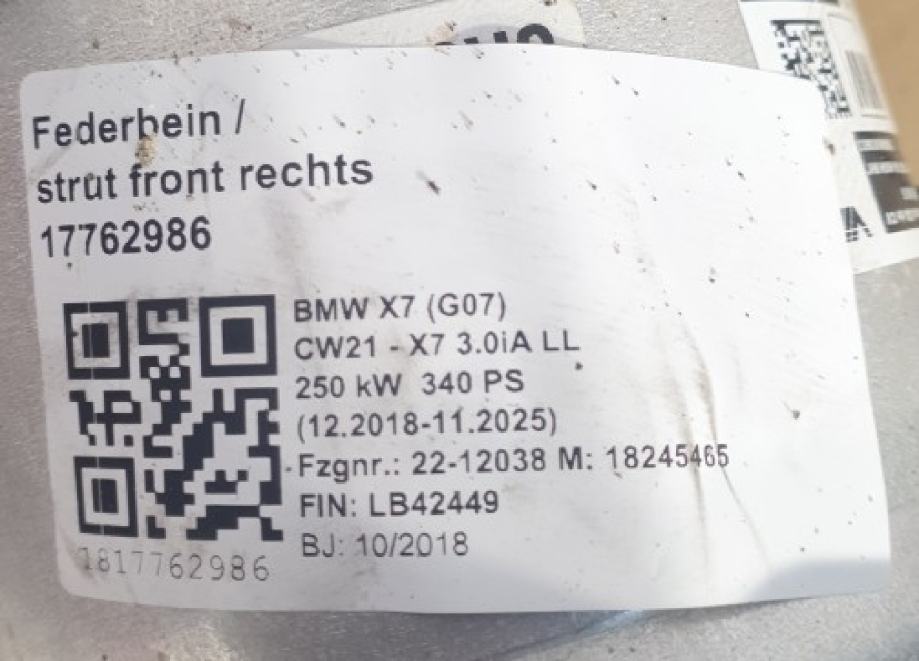 Federbein /
strut front rechts
17762986
BMW X7 (G07)
CW21 - X7 3.0iA LL
250 kW 340 PS
(12.2018-11.2025)
Fzgnr.: 22-12038 M: 18245465
FIN: LB42449
BJ: 10/2018
1817762986